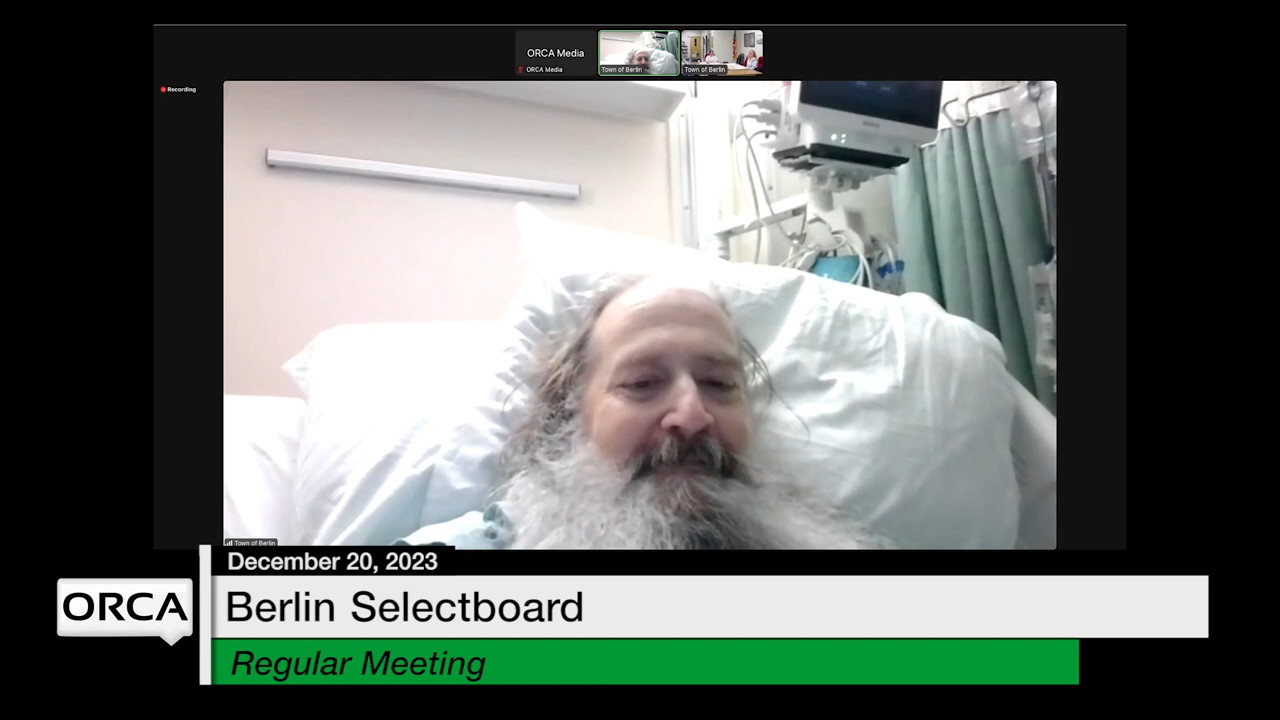 ORCA Media
ORCA Media
Town of Berlin
Town of Berlin
Recording
Town of Berlin
December 20, 2023
ORCA
Berlin Selectboard
Regular Meeting